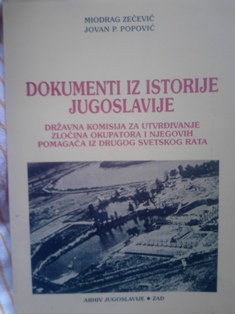 MIODRAG ZEČEVIĆ
JOVAN P. POPOVIĆ
DOKUMENTI IZ ISTORIJE
JUGOSLAVIJE
DRŽAVNA KOMISIJA ZA UTVRĐIVANJE
ZLOČINA OKUPATORA I NJEGOVIH
POMAGAČA IZ DRUGOG SVETSKOG RATA
ARHIV JUGOSLAVIJE • ZAD